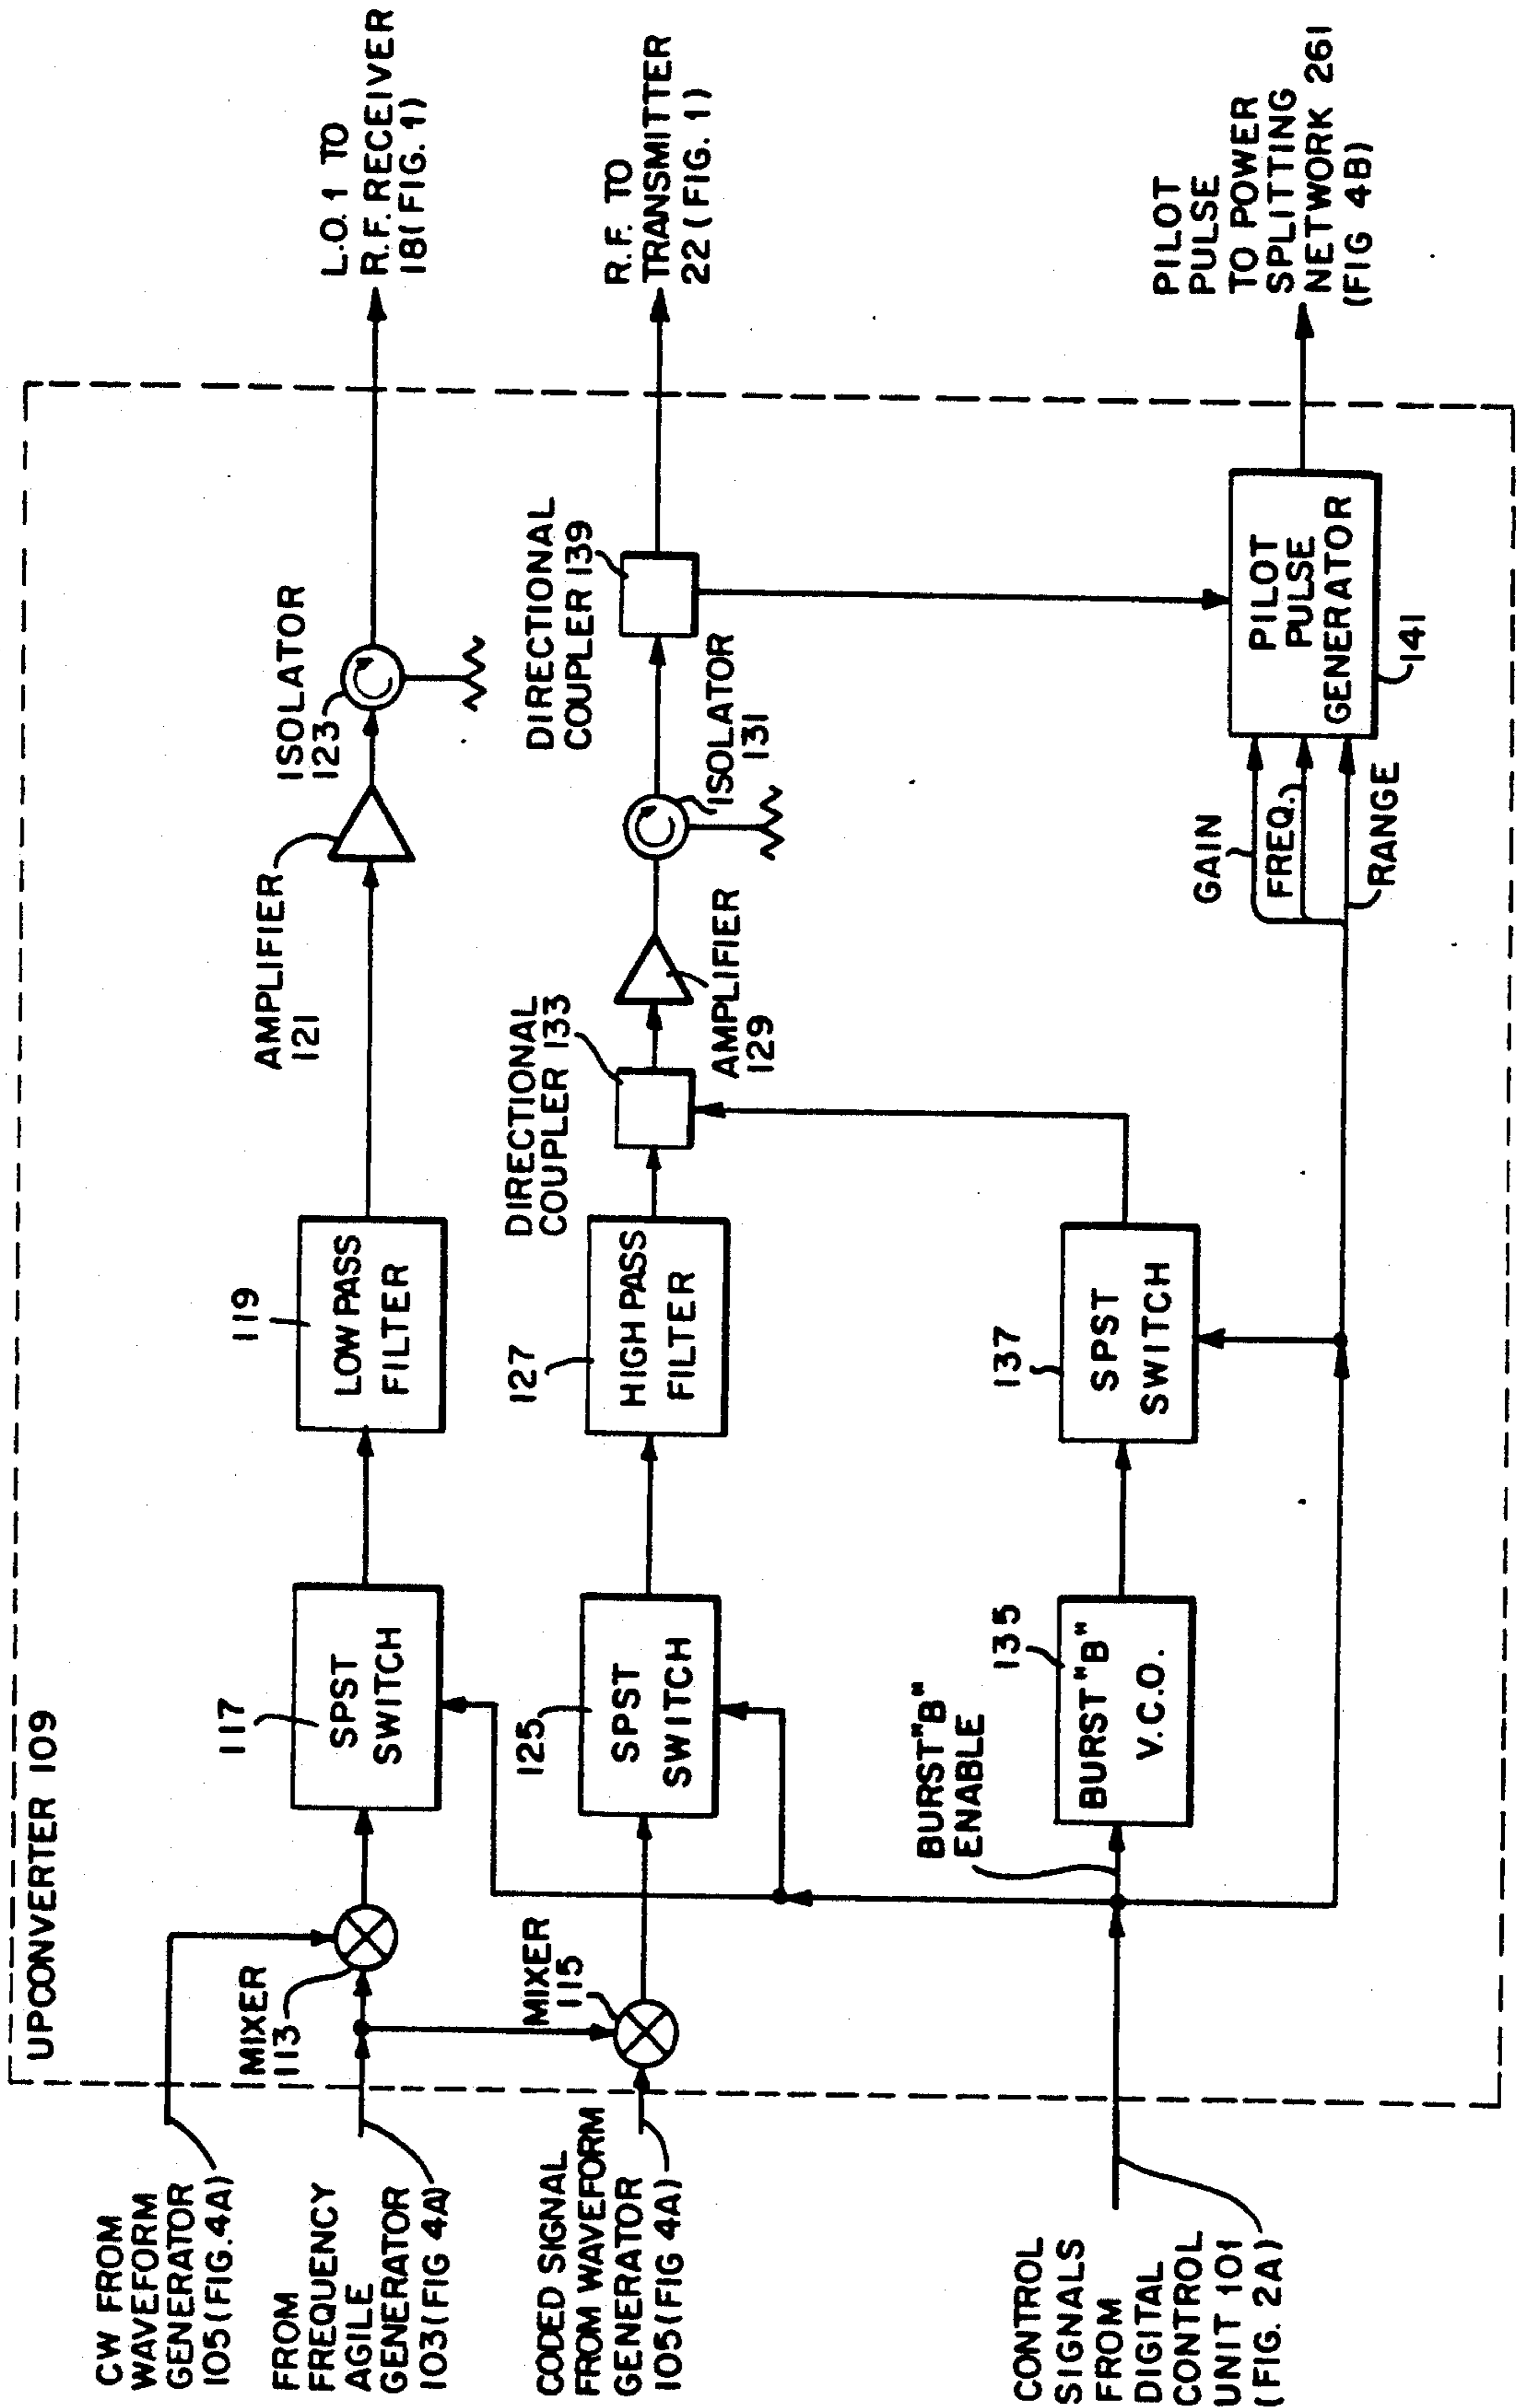 UPCONVERTER 109
CW FROM
WAVEFORM
GENERATOR
105(FIG.4A)
FROM
FREQUENCY
AGILE
GENERATOR
103(FIG 4A)
CODED SIGNAL
FROM WAVEFORM
GENERATOR
105(FIG 4A)
CONTROL
SIGNALS
FROM
DIGITAL
CONTROL
UNIT 101
(FIG. 2A)
MIXER
113
MIXER
115
117
SPST
SWITCH
119
LOW PASS
FILTER
AMPLIFIER
121
ISOLATOR
123
L.O.1 TO
R.F. RECEIVER
18(FIG. 1)
125
SPST
SWITCH
127
HIGH PASS
FILTER
DIRECTIONAL
COUPLER 133
AMPLIFIER
129
ISOLATOR
131
DIRECTIONAL
COUPLER 139
R.F. TO
TRANSMITTER
22 (FIG. 1)
BURST"B"
ENABLE
135
BURST"B"
V.C.O.
137
SPST
SWITCH
GAIN
FREQ.
RANGE
PILOT
PULSE
GENERATOR
141
PILOT
PULSE
TO POWER
SPLITTING
NETWORK 261
(FIG 4B)